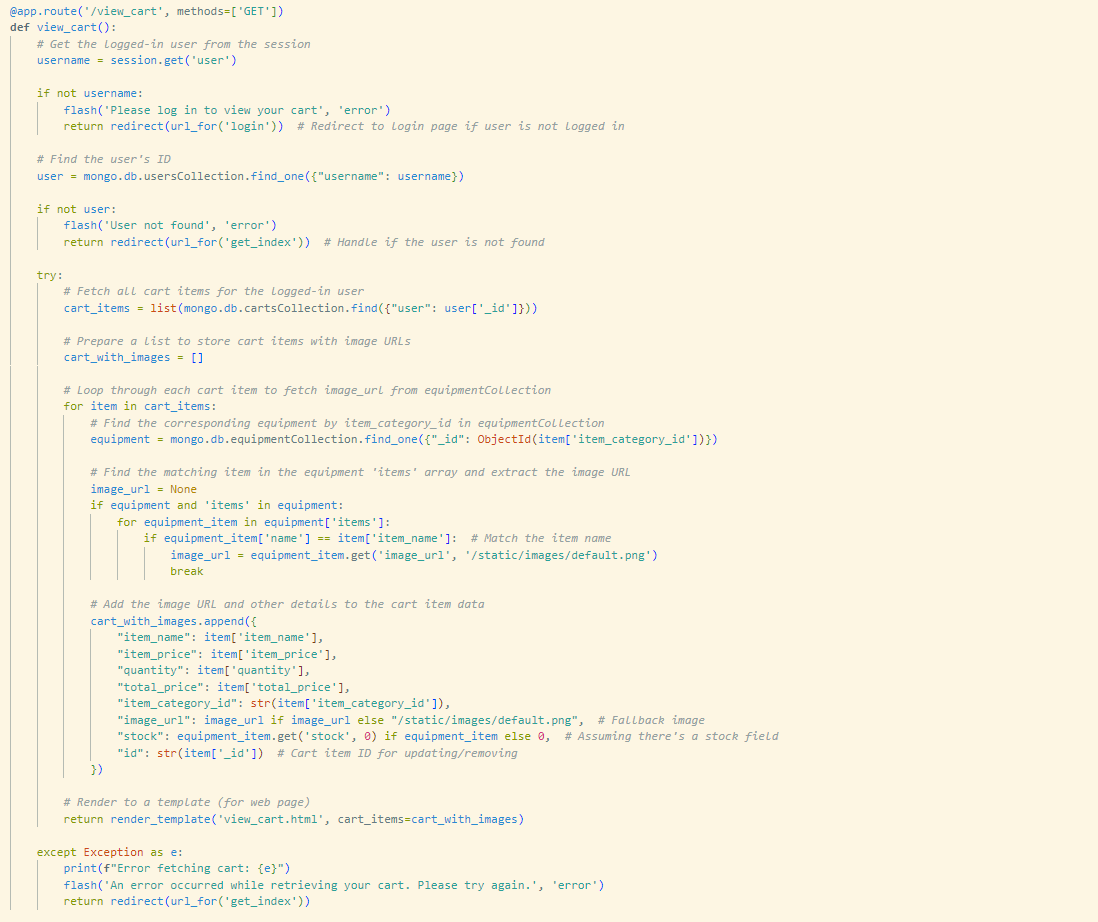 @app.route('/view_cart', methods=['GET'])
def view_cart():
    # Get the logged-in user from the session
    username = session.get('user')

    if not username:
        flash('Please log in to view your cart', 'error')
        return redirect(url_for('login'))  # Redirect to login page if user is not logged in

    # Find the user's ID
    user = mongo.db.usersCollection.find_one({"username": username})

    if not user:
        flash('User not found', 'error')
        return redirect(url_for('get_index'))  # Handle if the user is not found

    try:
        # Fetch all cart items for the logged-in user
        cart_items = list(mongo.db.cartsCollection.find({"user": user['_id']}))

        # Prepare a list to store cart items with image URLs
        cart_with_images = []

        # Loop through each cart item to fetch image_url from equipmentCollection
        for item in cart_items:
            # Find the corresponding equipment by item_category_id in equipmentCollection
            equipment = mongo.db.equipmentCollection.find_one({"_id": ObjectId(item['item_category_id'])})

            # Find the matching item in the equipment 'items' array and extract the image URL
            image_url = None
            if equipment and 'items' in equipment:
                for equipment_item in equipment['items']:
                    if equipment_item['name'] == item['item_name']:  # Match the item name
                        image_url = equipment_item.get('image_url', '/static/images/default.png')
                        break

            # Add the image URL and other details to the cart item data
            cart_with_images.append({
                "item_name": item['item_name'],
                "item_price": item['item_price'],
                "quantity": item['quantity'],
                "total_price": item['total_price'],
                "item_category_id": str(item['item_category_id']),
                "image_url": image_url if image_url else "/static/images/default.png",  # Fallback image
                "stock": equipment_item.get('stock', 0) if equipment_item else 0,  # Assuming there's a stock field
                "id": str(item['_id'])  # Cart item ID for updating/removing
            })

        # Render to a template (for web page)
        return render_template('view_cart.html', cart_items=cart_with_images)

    except Exception as e:
        print(f"Error fetching cart: {e}")
        flash('An error occurred while retrieving your cart. Please try again.', 'error')
        return redirect(url_for('get_index'))